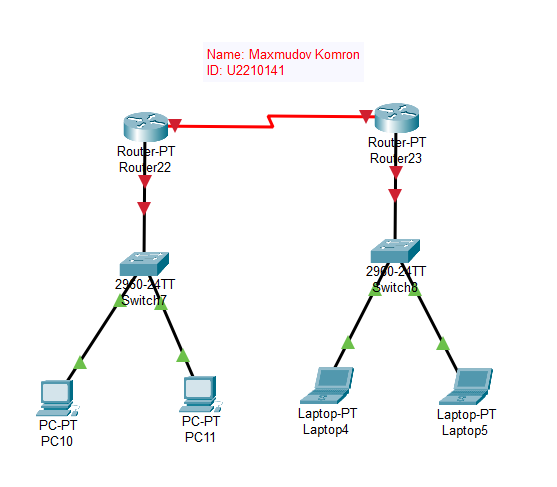 Name: Maxmudov Komron
ID: U2210141
Router-PT
Router22
Router-PT
Router23
2960-24TT
Switch7
2960-24TT
Switch8
PC-PT
PC10
PC-PT
PC11
Laptop-PT
Laptop4
Laptop-PT
Laptop5